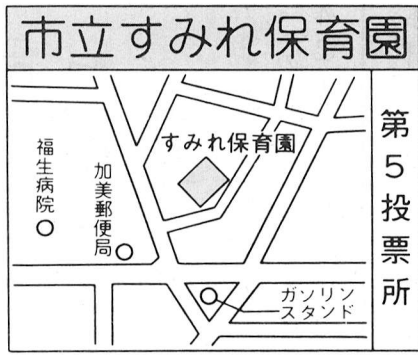 市立すみれ保育園
第5投票所
すみれ保育園
福生病院
加美郵便局
ガソリン
スタンド